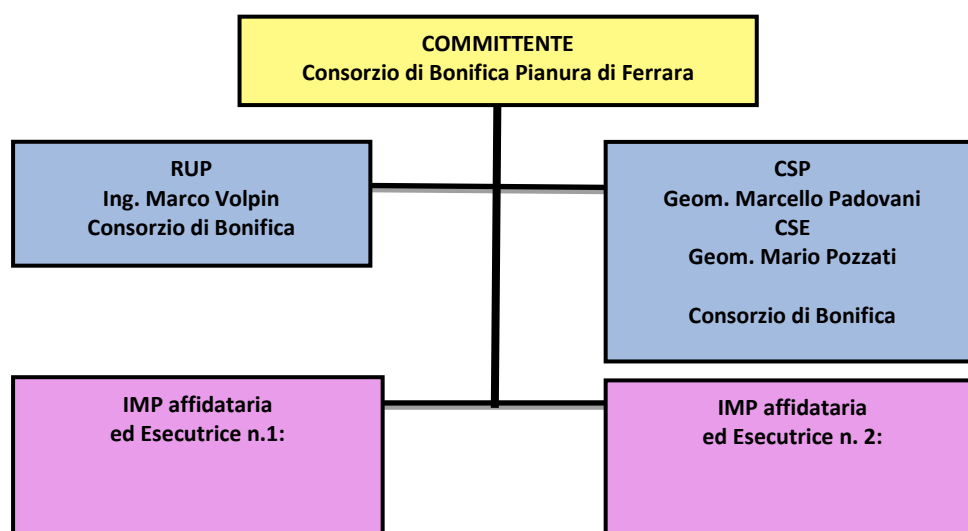 COMMITTENTE
Consorzio di Bonifica Pianura di Ferrara
RUP
Ing. Marco Volpin
Consorzio di Bonifica
CSP
Geom. Marcello Padovani
CSE
Geom. Mario Pozzati
Consorzio di Bonifica
IMP affidataria
ed Esecutrice n.1:
IMP affidataria
ed Esecutrice n. 2: